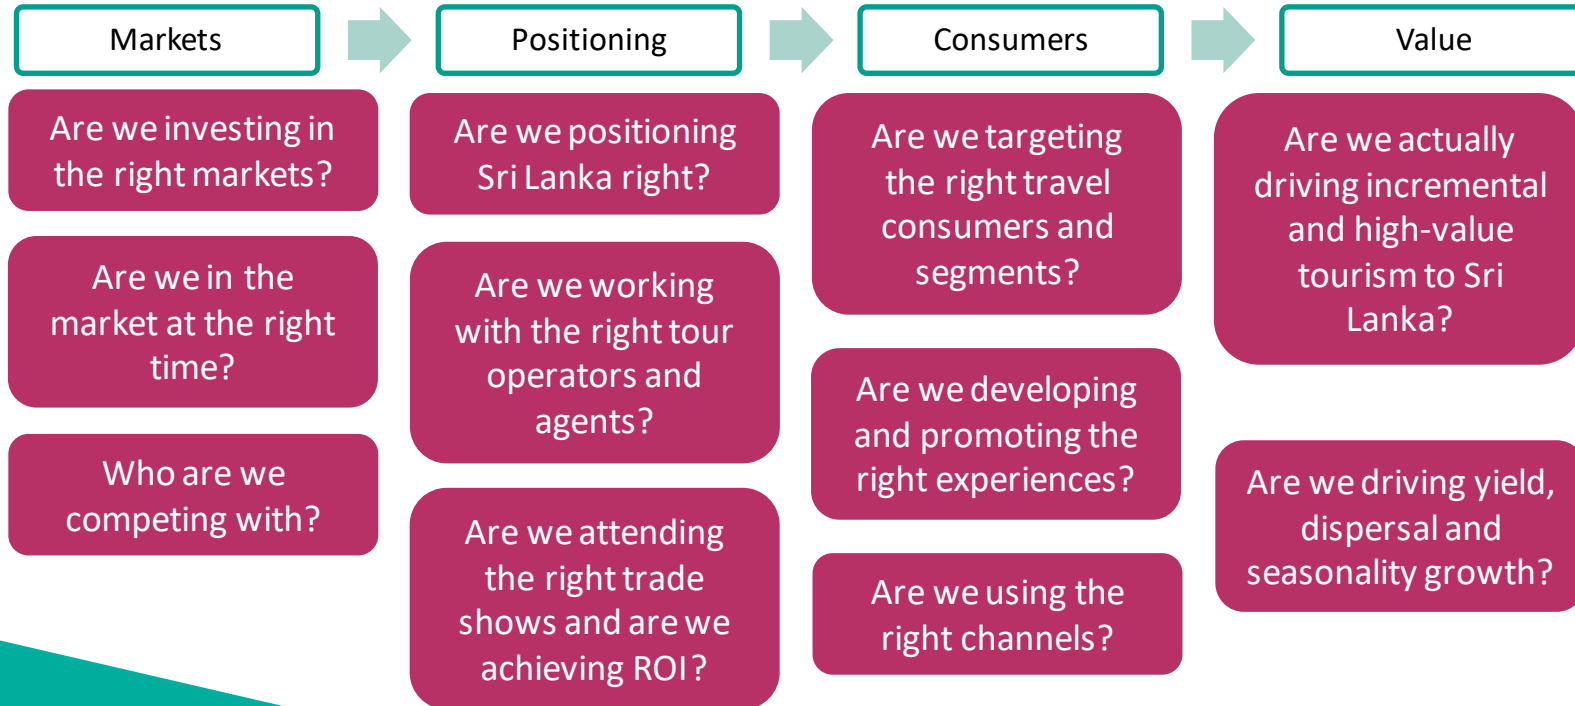 Markets
Positioning
Consumers
Value
Are we investing in
the right markets?
Are we in the
market at the right
time?
Who are we
competing with?
Are we positioning
Sri Lanka right?
Are we working
with the right tour
operators and
agents?
Are we attending
the right trade
shows and are we
achieving ROI?
Are we targeting
the right travel
consumers and
segments?
Are we developing
and promoting the
right experiences?
Are we using the
right channels?
Are we actually
driving incremental
and high-value
tourism to Sri
Lanka?
Are we driving yield,
dispersal and
seasonality growth?